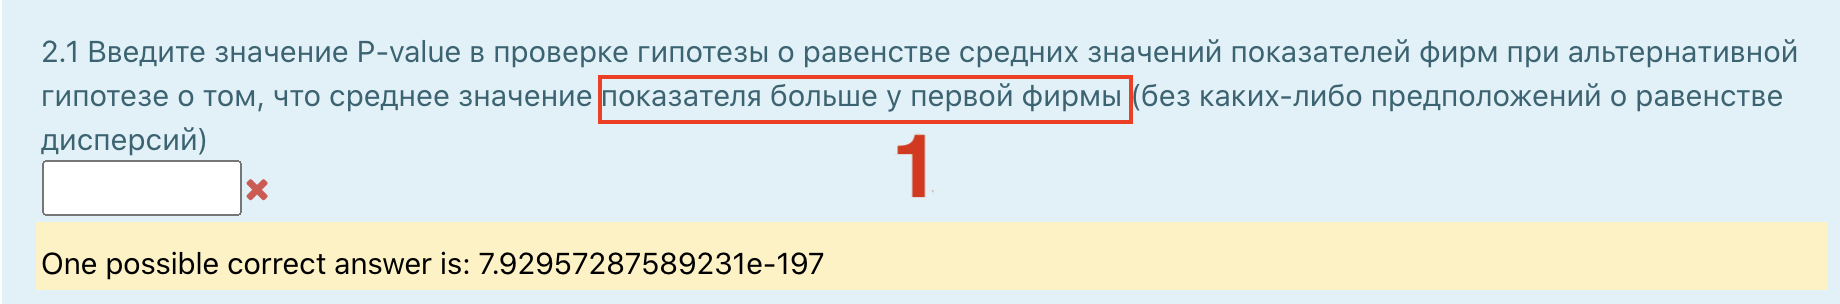 2.1 Введите значение P-value в проверке гипотезы о равенстве средних значений показателей фирм при альтернативной
гипотезе о том, что среднее значение показателя больше у первой фирмы (без каких-либо предположений о равенстве
дисперсий)
1
One possible correct answer is: 7.92957287589231e-197